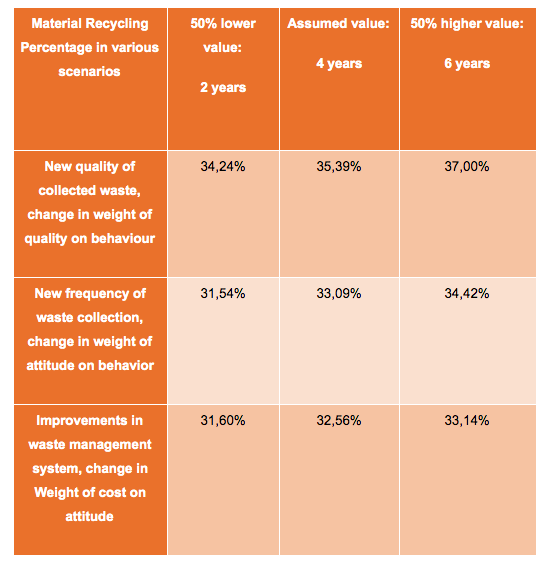 Material Recycling
Percentage in various
scenarios
50% lower
value:
2 years
Assumed value:
4 years
50% higher value:
6 years
New quality of
collected waste,
change in weight of
quality on behaviour
34,24%
35,39%
37,00%
New frequency of
waste collection,
change in weight of
attitude on behavior
31,54%
33,09%
34,42%
Improvements in
waste management
system, change in
Weight of cost on
attitude
31,60%
32,56%
33,14%